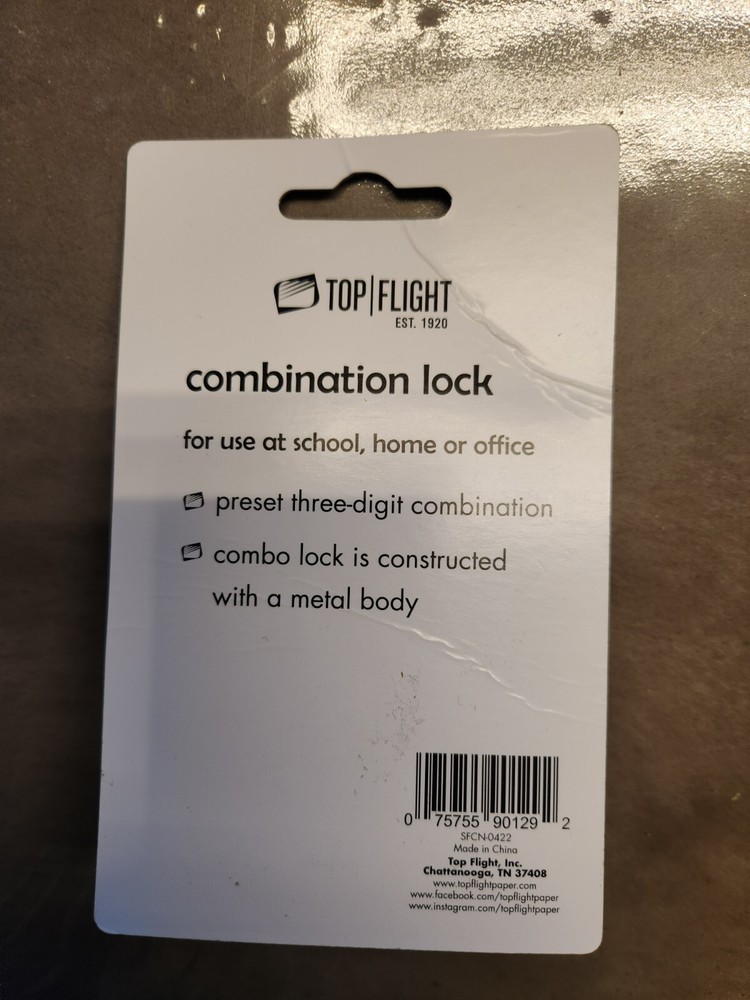 TOP|FLIGHT
EST. 1920
combination lock
for use at school, home or office
preset three-digit combination
combo lock is constructed
with a metal body
0 75755 90129 2
SFCN-0422
Made in China
Top Flight, Inc.
Chattanooga, TN 37408
www.topflightpaper.com
www.facebook.com/topflightpaper
www.instagram.com/topflightpaper